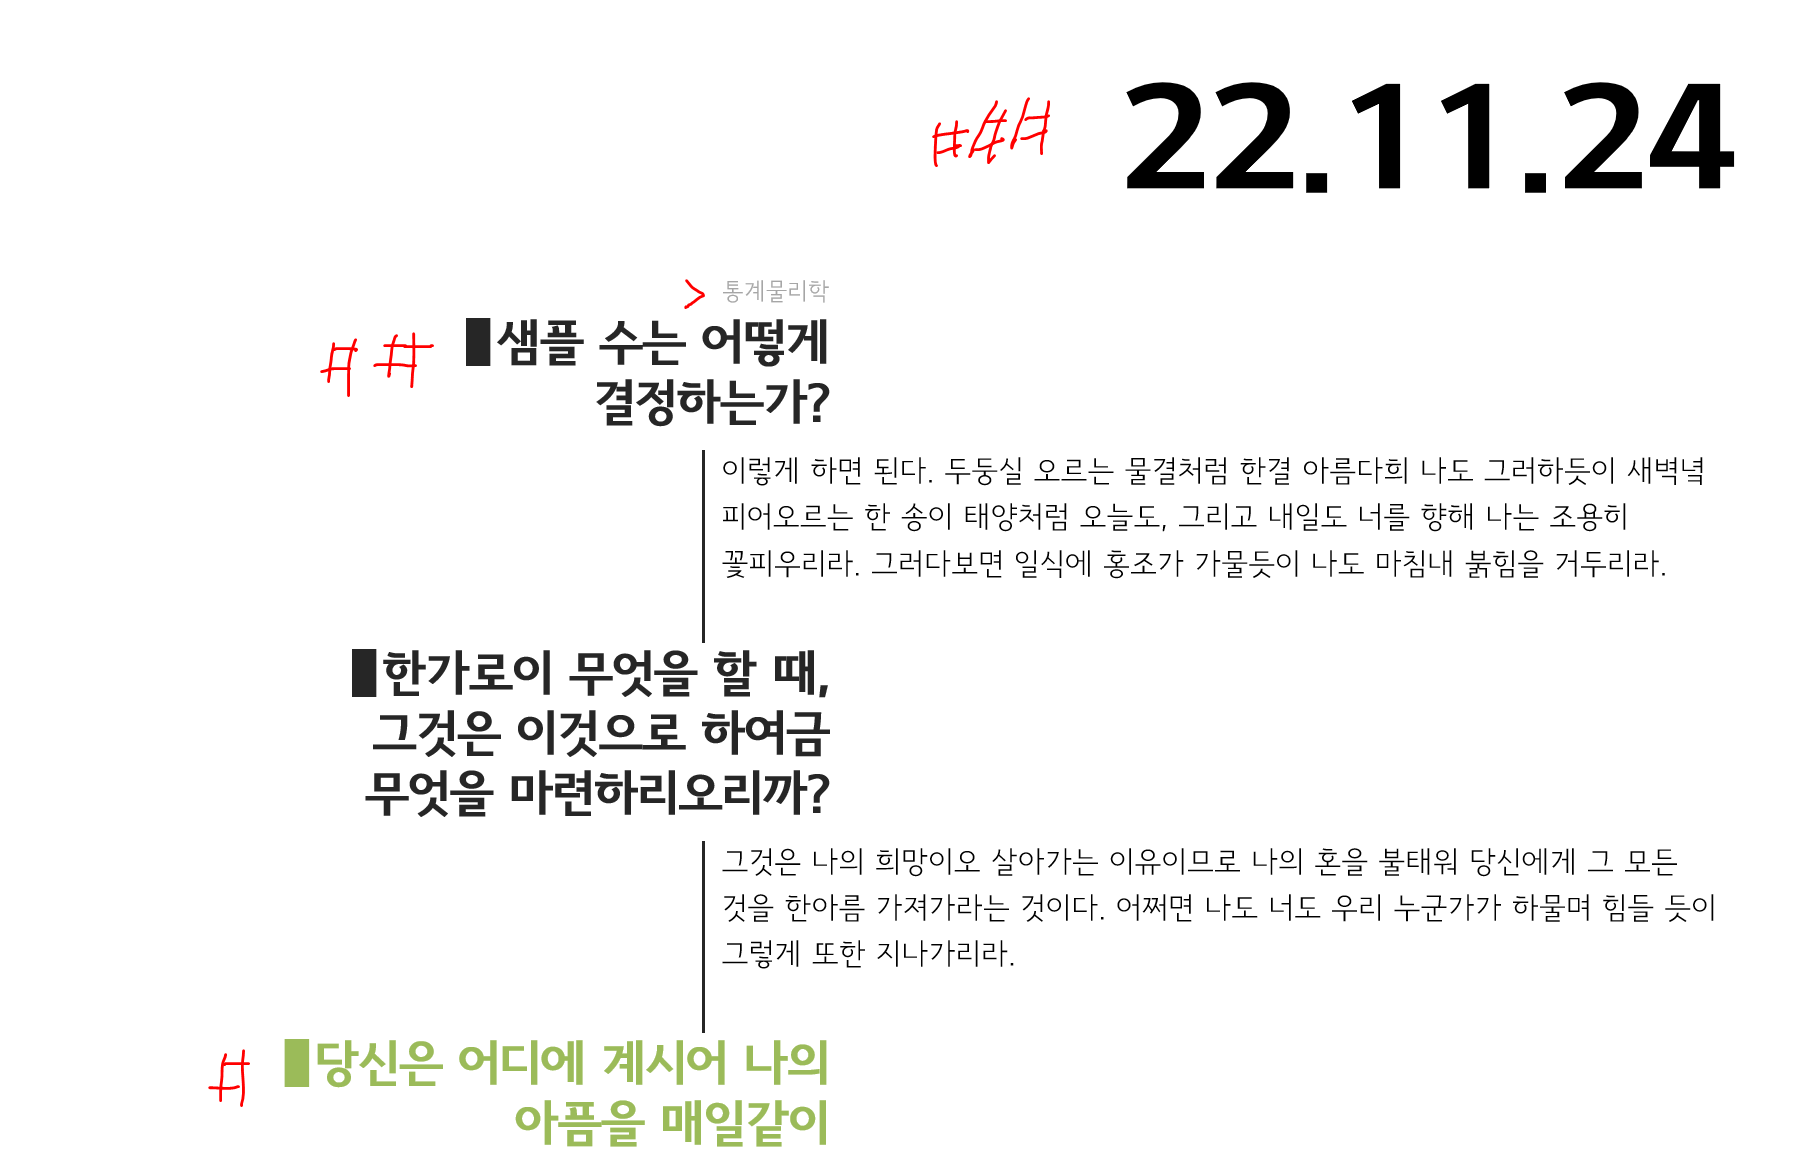 ### 22.11.24
> 통계물리학
## █샘플 수는 어떻게
결정하는가?
이렇게 하면 된다. 두둥실 오르는 물결처럼 한결 아름다희 나도 그러하듯이 새벽녘
피어오르는 한 송이 태양처럼 오늘도, 그리고 내일도 너를 향해 나는 조용히
꽃피우리라. 그러다보면 일식에 홍조가 가물듯이 나도 마침내 붉힘을 거두리라.
█한가로이 무엇을 할 때,
그것은 이것으로 하여금
무엇을 마련하리오리까?
그것은 나의 희망이오 살아가는 이유이므로 나의 혼을 불태워 당신에게 그 모든
것을 한아름 가져가라는 것이다. 어쩌면 나도 너도 우리 누군가가 하물며 힘들 듯이
그렇게 또한 지나가리라.
# █당신은 어디에 계시어 나의
아픔을 매일같이